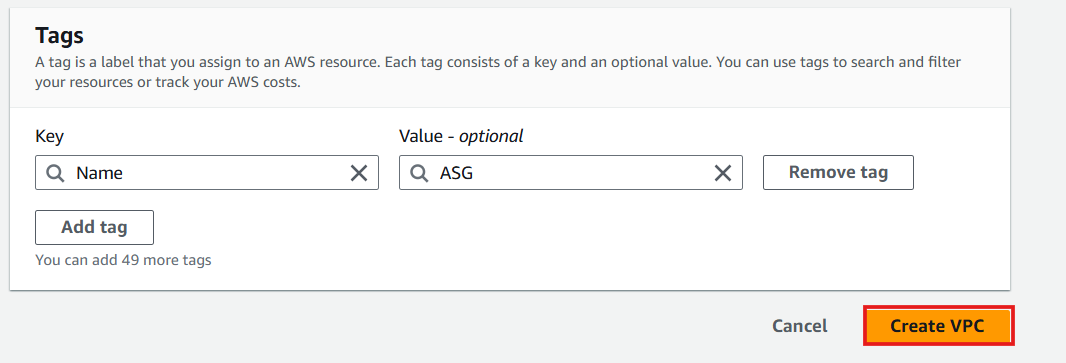 Tags
A tag is a label that you assign to an AWS resource. Each tag consists of a key and an optional value. You can use tags to search and filter
your resources or track your AWS costs.
Key
Value - optional
Name
ASG
Remove tag
Add tag
You can add 49 more tags
Cancel
Create VPC